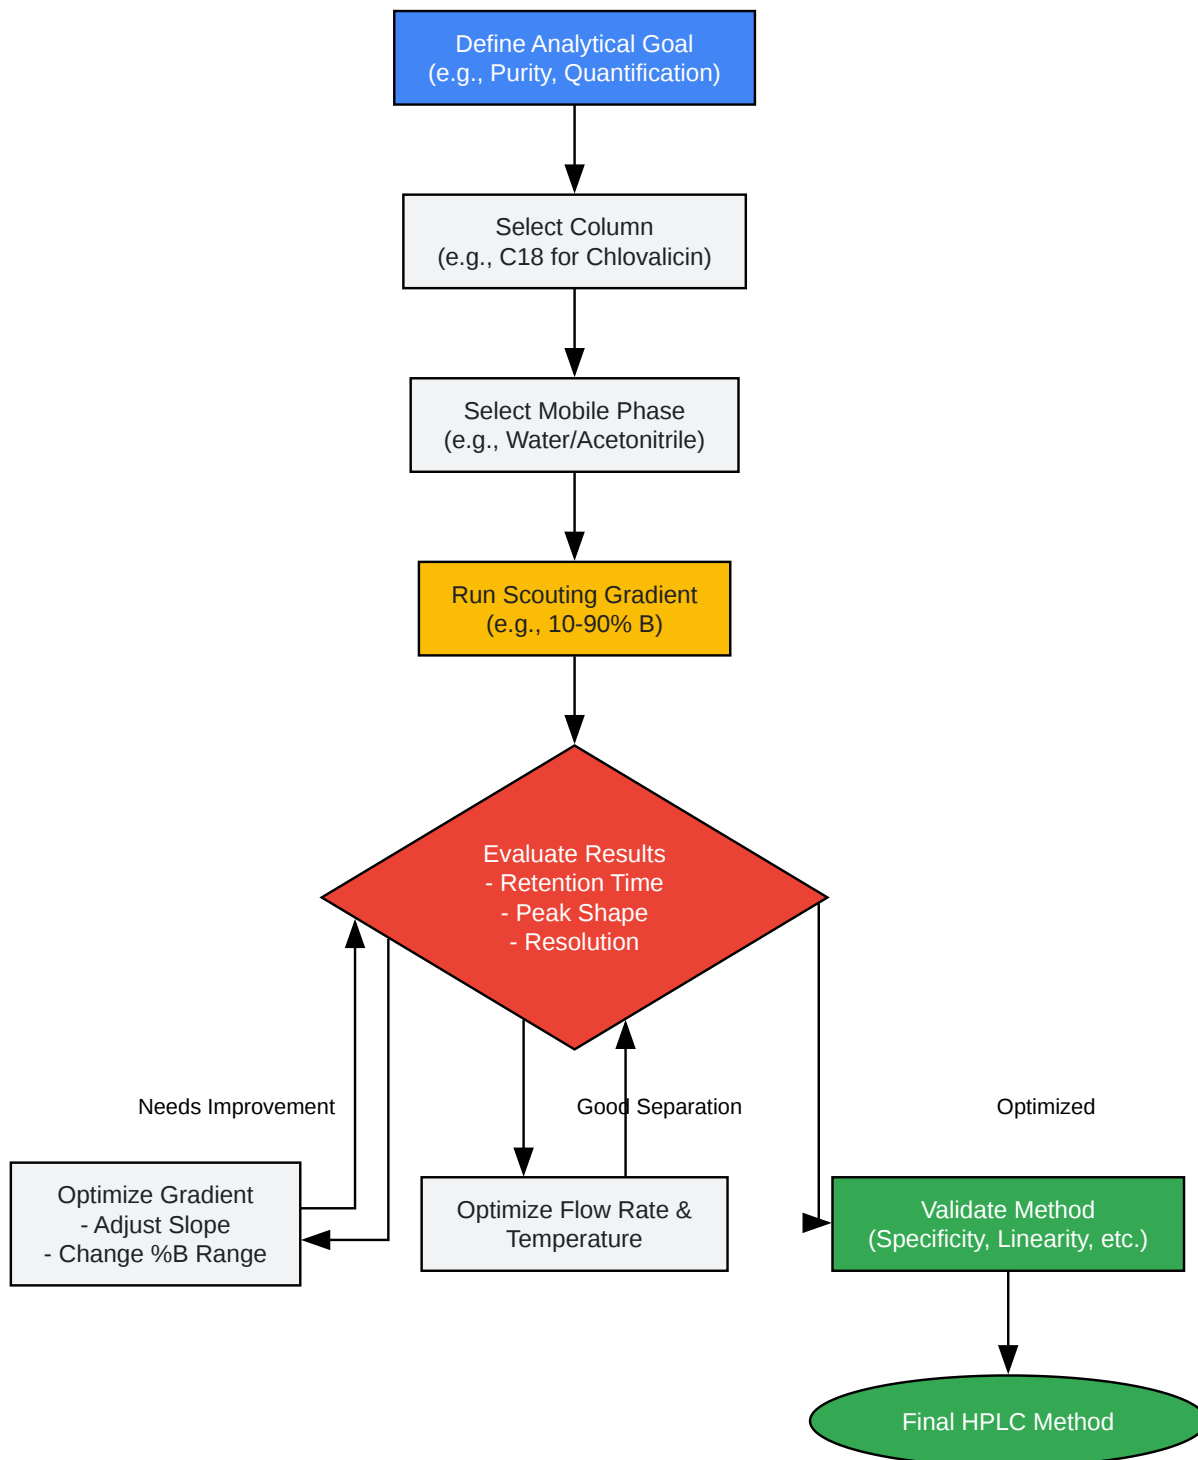 Define Analytical Goal
(e.g., Purity, Quantification)
Select Column
(e.g., C18 for Chlovalicin)
Select Mobile Phase
(e.g., Water/Acetonitrile)
Run Scouting Gradient
(e.g., 10-90% B)
Evaluate Results
- Retention Time
- Peak Shape
- Resolution
Needs Improvement
Good Separation
Optimized
Optimize Gradient
- Adjust Slope
- Change %B Range
Optimize Flow Rate &
Temperature
Validate Method
(Specificity, Linearity, etc.)
Final HPLC Method